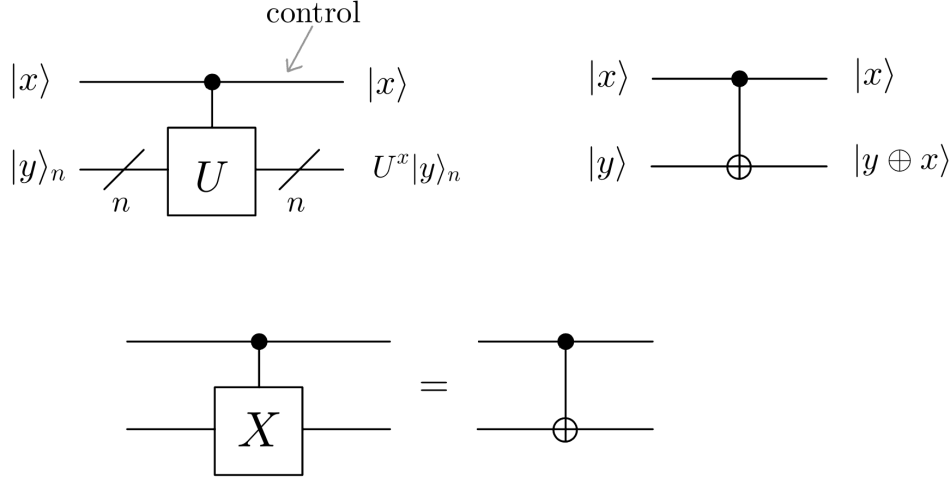 control
|x⟩ |x⟩ |x⟩ |x⟩
|y⟩ₙ U Uˣ|y⟩ₙ |y⟩ |y ⊕ x⟩
n n
=
X